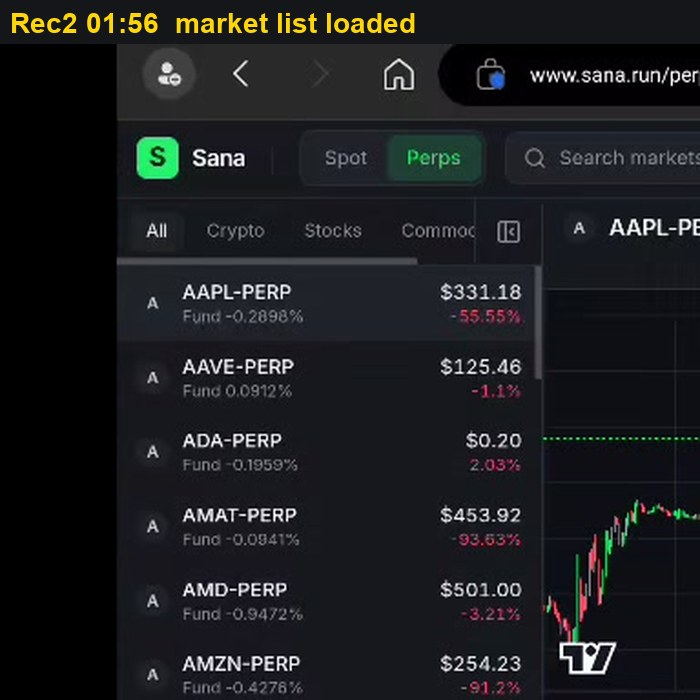 Rec2 01:56 market list loaded
www.sana.run/per
S Sana Spot Perps Search markets
All Crypto Stocks Commoc
A AAPL-PE
A AAPL-PERP $331.18
Fund -0.2898% -55.55%
A AAVE-PERP $125.46
Fund 0.0912% -1.1%
A ADA-PERP $0.20
Fund -0.1959% 2.03%
A AMAT-PERP $453.92
Fund -0.0941% -93.63%
A AMD-PERP $501.00
Fund -0.9472% -3.21%
A AMZN-PERP $254.23
Fund -0.4276% -91.2%